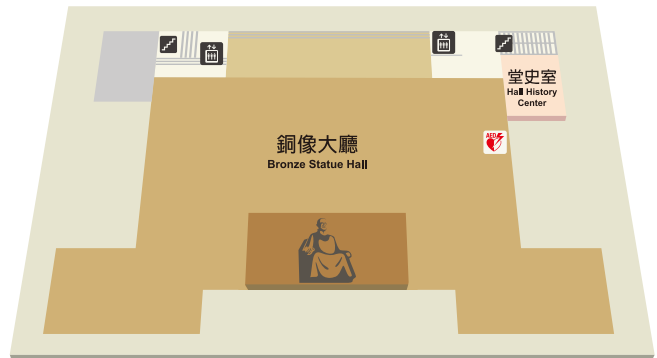 堂史室
Hall History
Center
AED
銅像大廳
Bronze Statue Hall